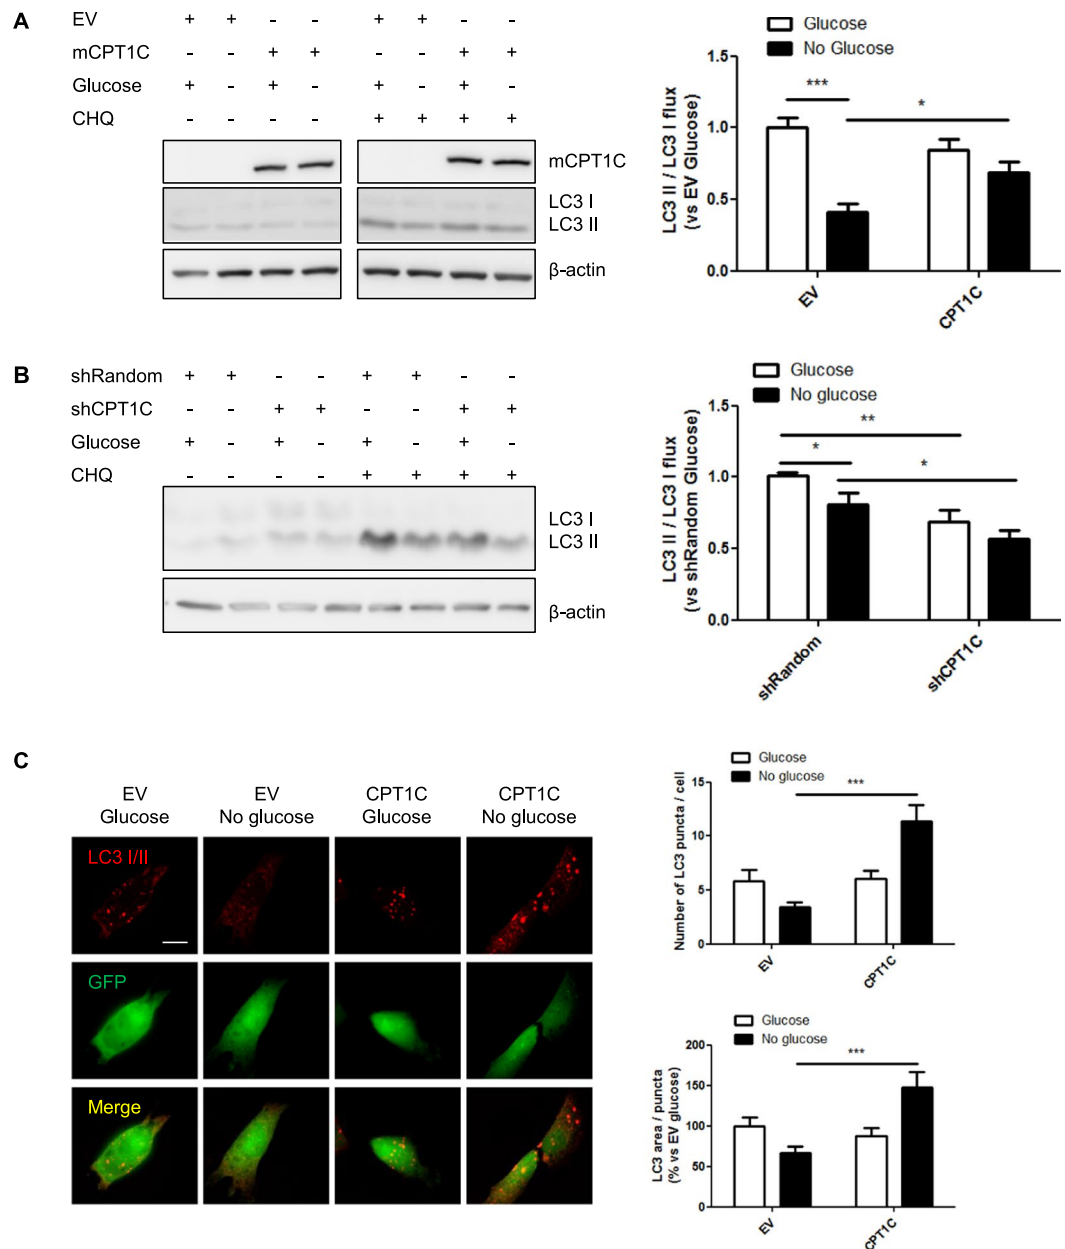 A
EV + + - - + + - -
mCPT1C - - + + - - + +
Glucose + - + - + - + -
CHQ - - - - + + + +
mCPT1C
LC3 I
LC3 II
β-actin
Glucose
No Glucose
LC3 II / LC3 I flux
(vs EV Glucose)
1.5
1.0
0.5
0.0
***
*
EV
CPT1C
B
shRandom + + - - + + - -
shCPT1C - - + + - - + +
Glucose + - + - + - + -
CHQ - - - - + + + +
LC3 I
LC3 II
β-actin
Glucose
No glucose
LC3 II / LC3 I flux
(vs shRandom Glucose)
1.5
1.0
0.5
0.0
**
*
*
shRandom
shCPT1C
C
EV
Glucose
EV
No glucose
CPT1C
Glucose
CPT1C
No glucose
LC3 I/II
GFP
Merge
Glucose
No glucose
Number of LC3 puncta / cell
15
10
5
0
***
EV
CPT1C
Glucose
No glucose
LC3 area / puncta
(% vs EV glucose)
200
150
100
50
0
***
EV
CPT1C